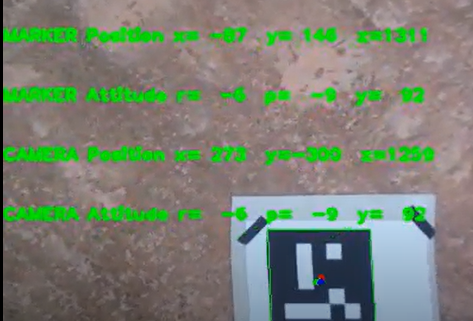 MARKER Position x= -87 y= 146 z=1311
MARKER Attitude r= -6 p= -9 y= 92
CAMERA Position x= 273 y=-300 z=1259
CAMERA Attitude r= -6 p= -9 y= 92